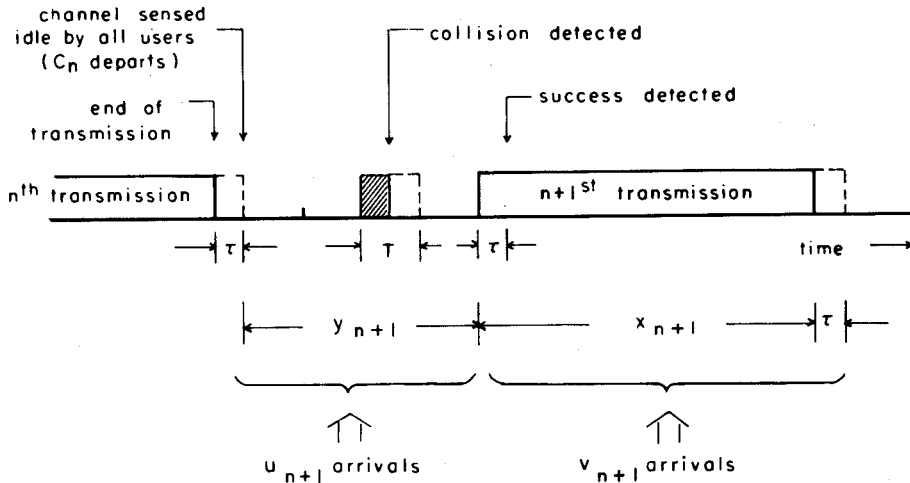 channel sensed
idle by all users
(Cn departs)
collision detected
end of
transmission
success detected
nth transmission
n+1st transmission
τ
T
τ
time
yn+1
xn+1
τ
un+1 arrivals
vn+1 arrivals